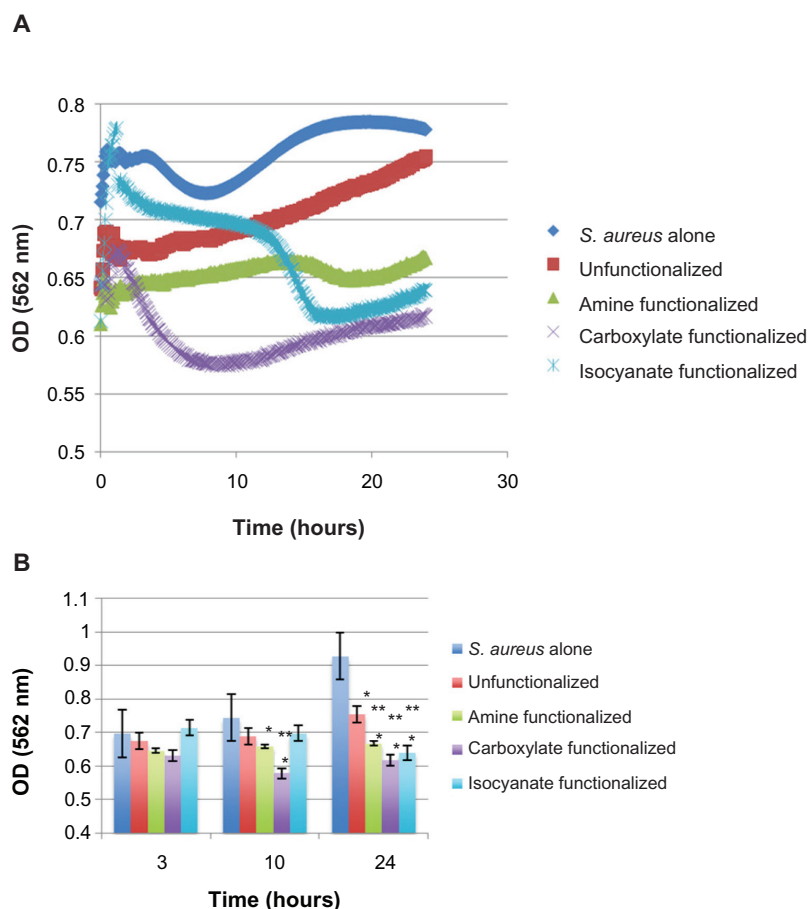 A
0.8
0.75
0.7
0.65
0.6
0.55
0.5
OD (562 nm)
0
10
20
30
Time (hours)
S. aureus alone
Unfunctionalized
Amine functionalized
Carboxylate functionalized
Isocyanate functionalized
B
1.1
1
0.9
0.8
0.7
0.6
0.5
0.4
OD (562 nm)
*
**
*
*
**
*
**
*
**
*
3
10
24
Time (hours)
S. aureus alone
Unfunctionalized
Amine functionalized
Carboxylate functionalized
Isocyanate functionalized